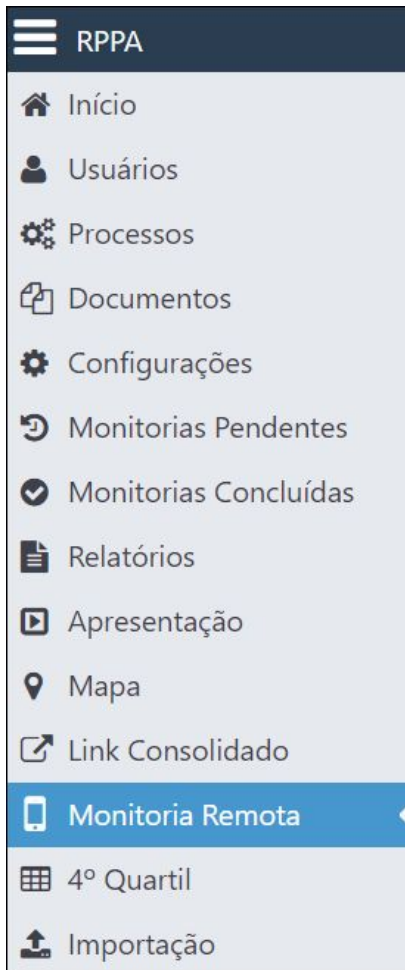 RPPA
Início
Usuários
Processos
Documentos
Configurações
Monitorias Pendentes
Monitorias Concluídas
Relatórios
Apresentação
Mapa
Link Consolidado
Monitoria Remota
4º Quartil
Importação